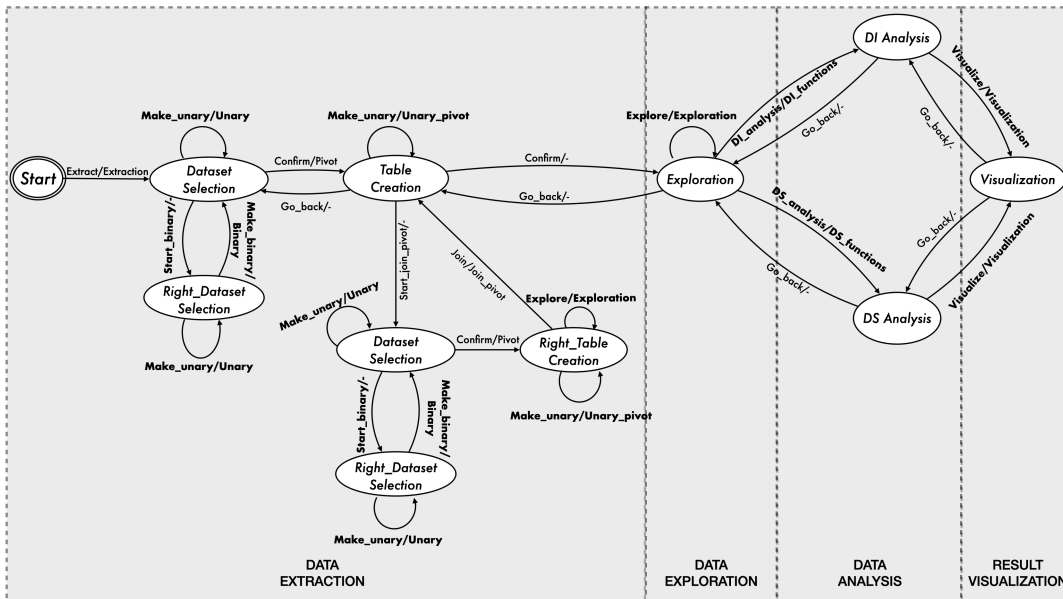 DI Analysis
Visualize/Visualization
DI_analysis/DI_functions
Go_back/-
Go_back/-
Make_unary/Unary
Make_unary/Unary_pivot
Explore/Exploration
Start
Extract/Extraction
Dataset
Selection
Confirm/Pivot
Go_back/-
Table
Creation
Confirm/-
Go_back/-
Exploration
Visualization
DS_analysis/DS_functions
Go_back/-
Go_back/-
Visualize/Visualization
DS Analysis
Start_binary/-
Make_binary/
Binary
Right_Dataset
Selection
Make_unary/Unary
Start_join_pivot/-
Join/Join_pivot
Explore/Exploration
Make_unary/Unary
Dataset
Selection
Confirm/Pivot
Right_Table
Creation
Make_unary/Unary_pivot
Start_binary/-
Make_binary/
Binary
Right_Dataset
Selection
Make_unary/Unary
DATA
EXTRACTION
DATA
EXPLORATION
DATA
ANALYSIS
RESULT
VISUALIZATION